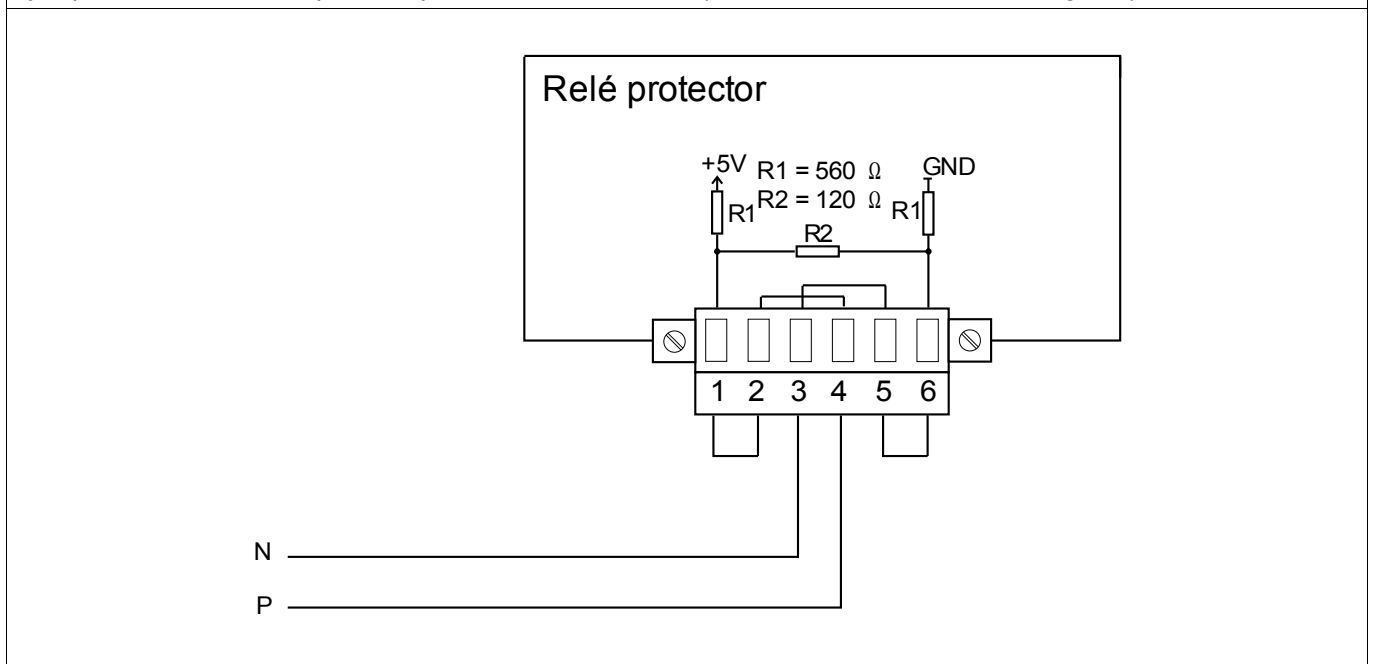 Relé protector
+5V R1 = 560 Ω GND
R1 R2 = 120 Ω R1
R2
1 2 3 4 5 6
N
P